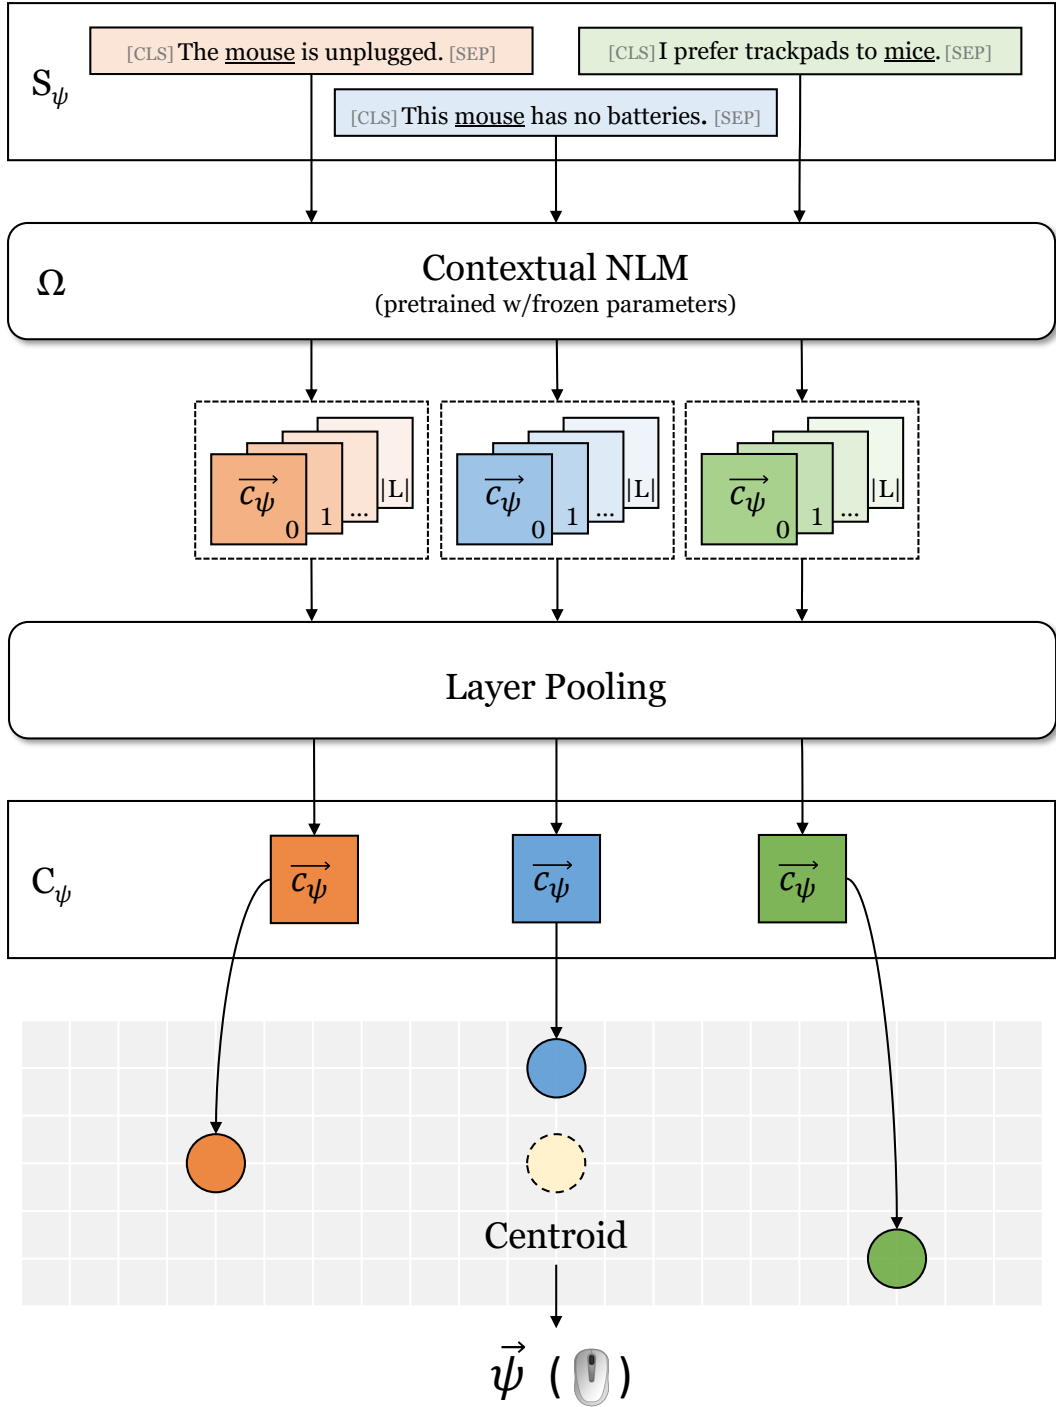 [CLS] The mouse is unplugged. [SEP]
[CLS] I prefer trackpads to mice. [SEP]
S_ψ
[CLS] This mouse has no batteries. [SEP]
Ω
Contextual NLM
(pretrained w/frozen parameters)
c_ψ⃗ 0 1 ... |L|
c_ψ⃗ 0 1 ... |L|
c_ψ⃗ 0 1 ... |L|
Layer Pooling
C_ψ
c_ψ⃗
c_ψ⃗
c_ψ⃗
Centroid
ψ⃗ ( )